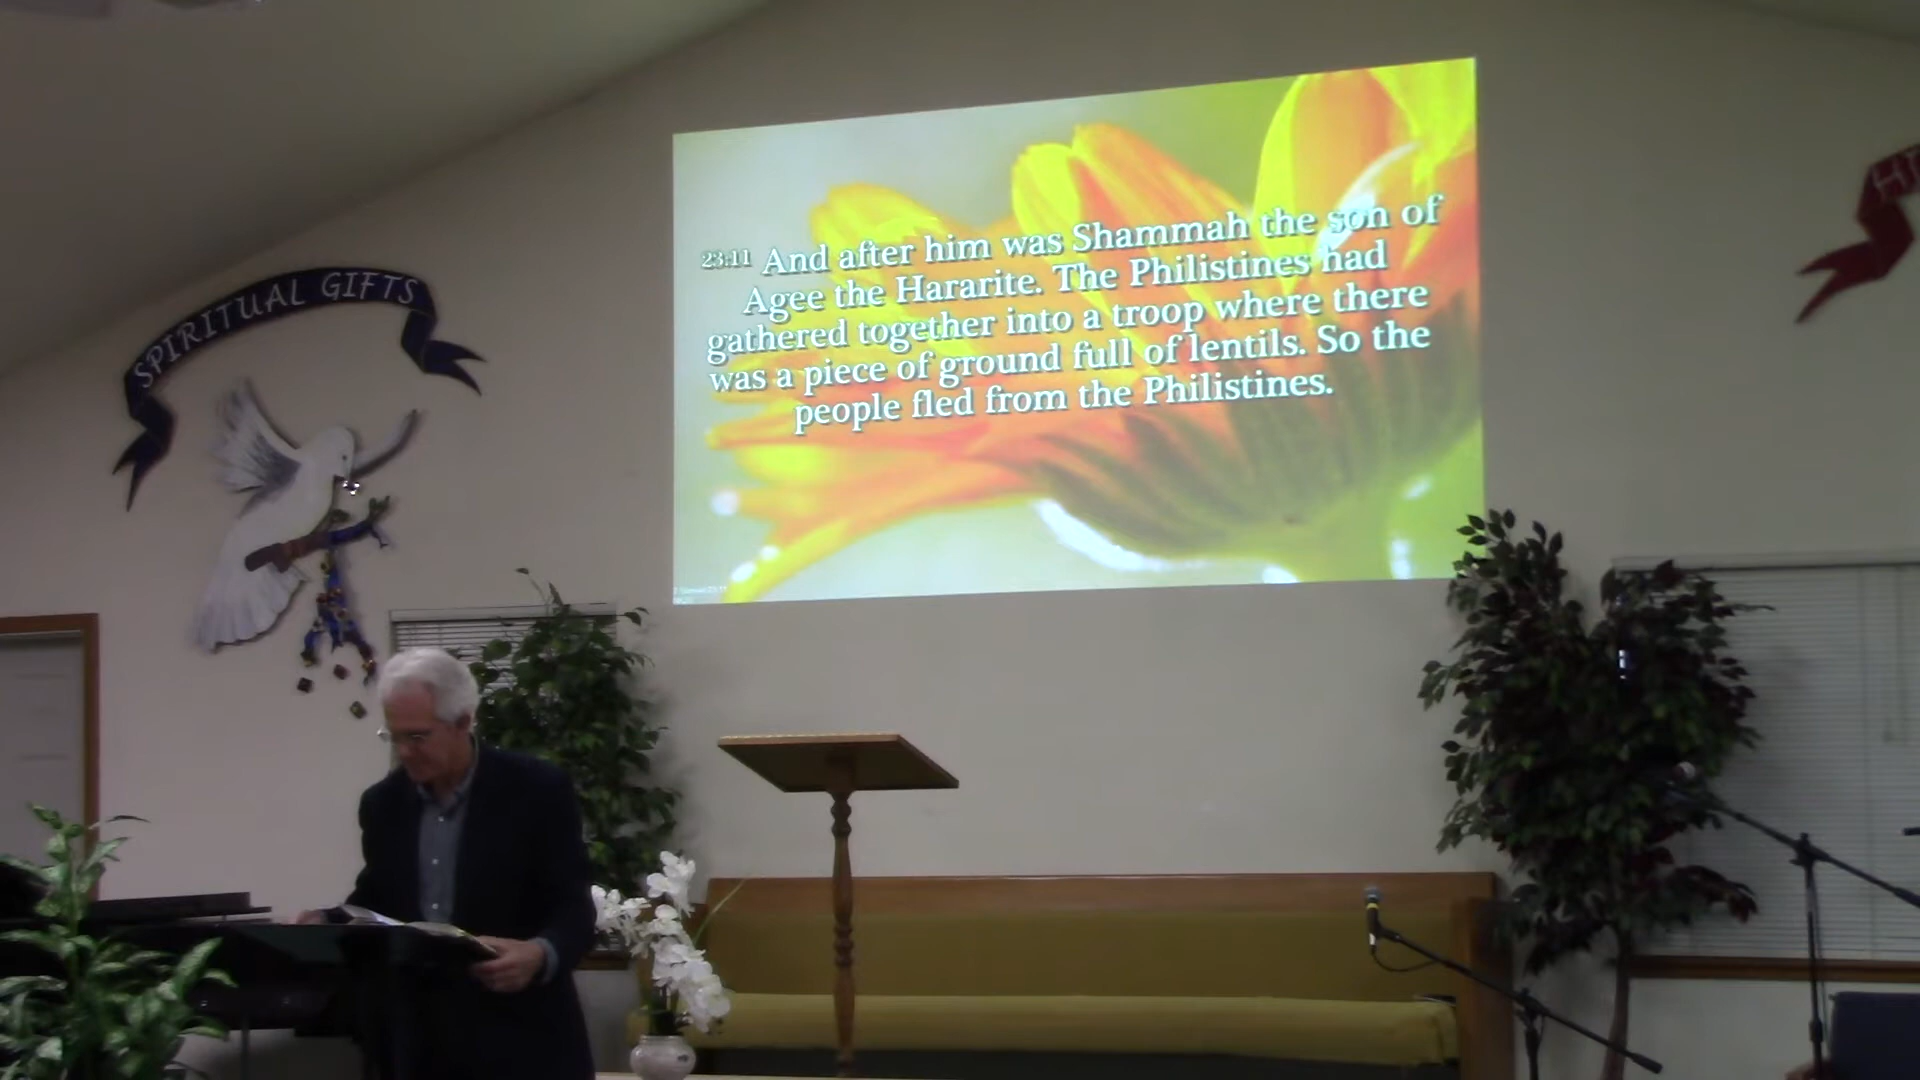 SPIRITUAL GIFTS
23:11 And after him was Shammah the son of
Agee the Hararite. The Philistines had
gathered together into a troop where there
was a piece of ground full of lentils. So the
people fled from the Philistines.